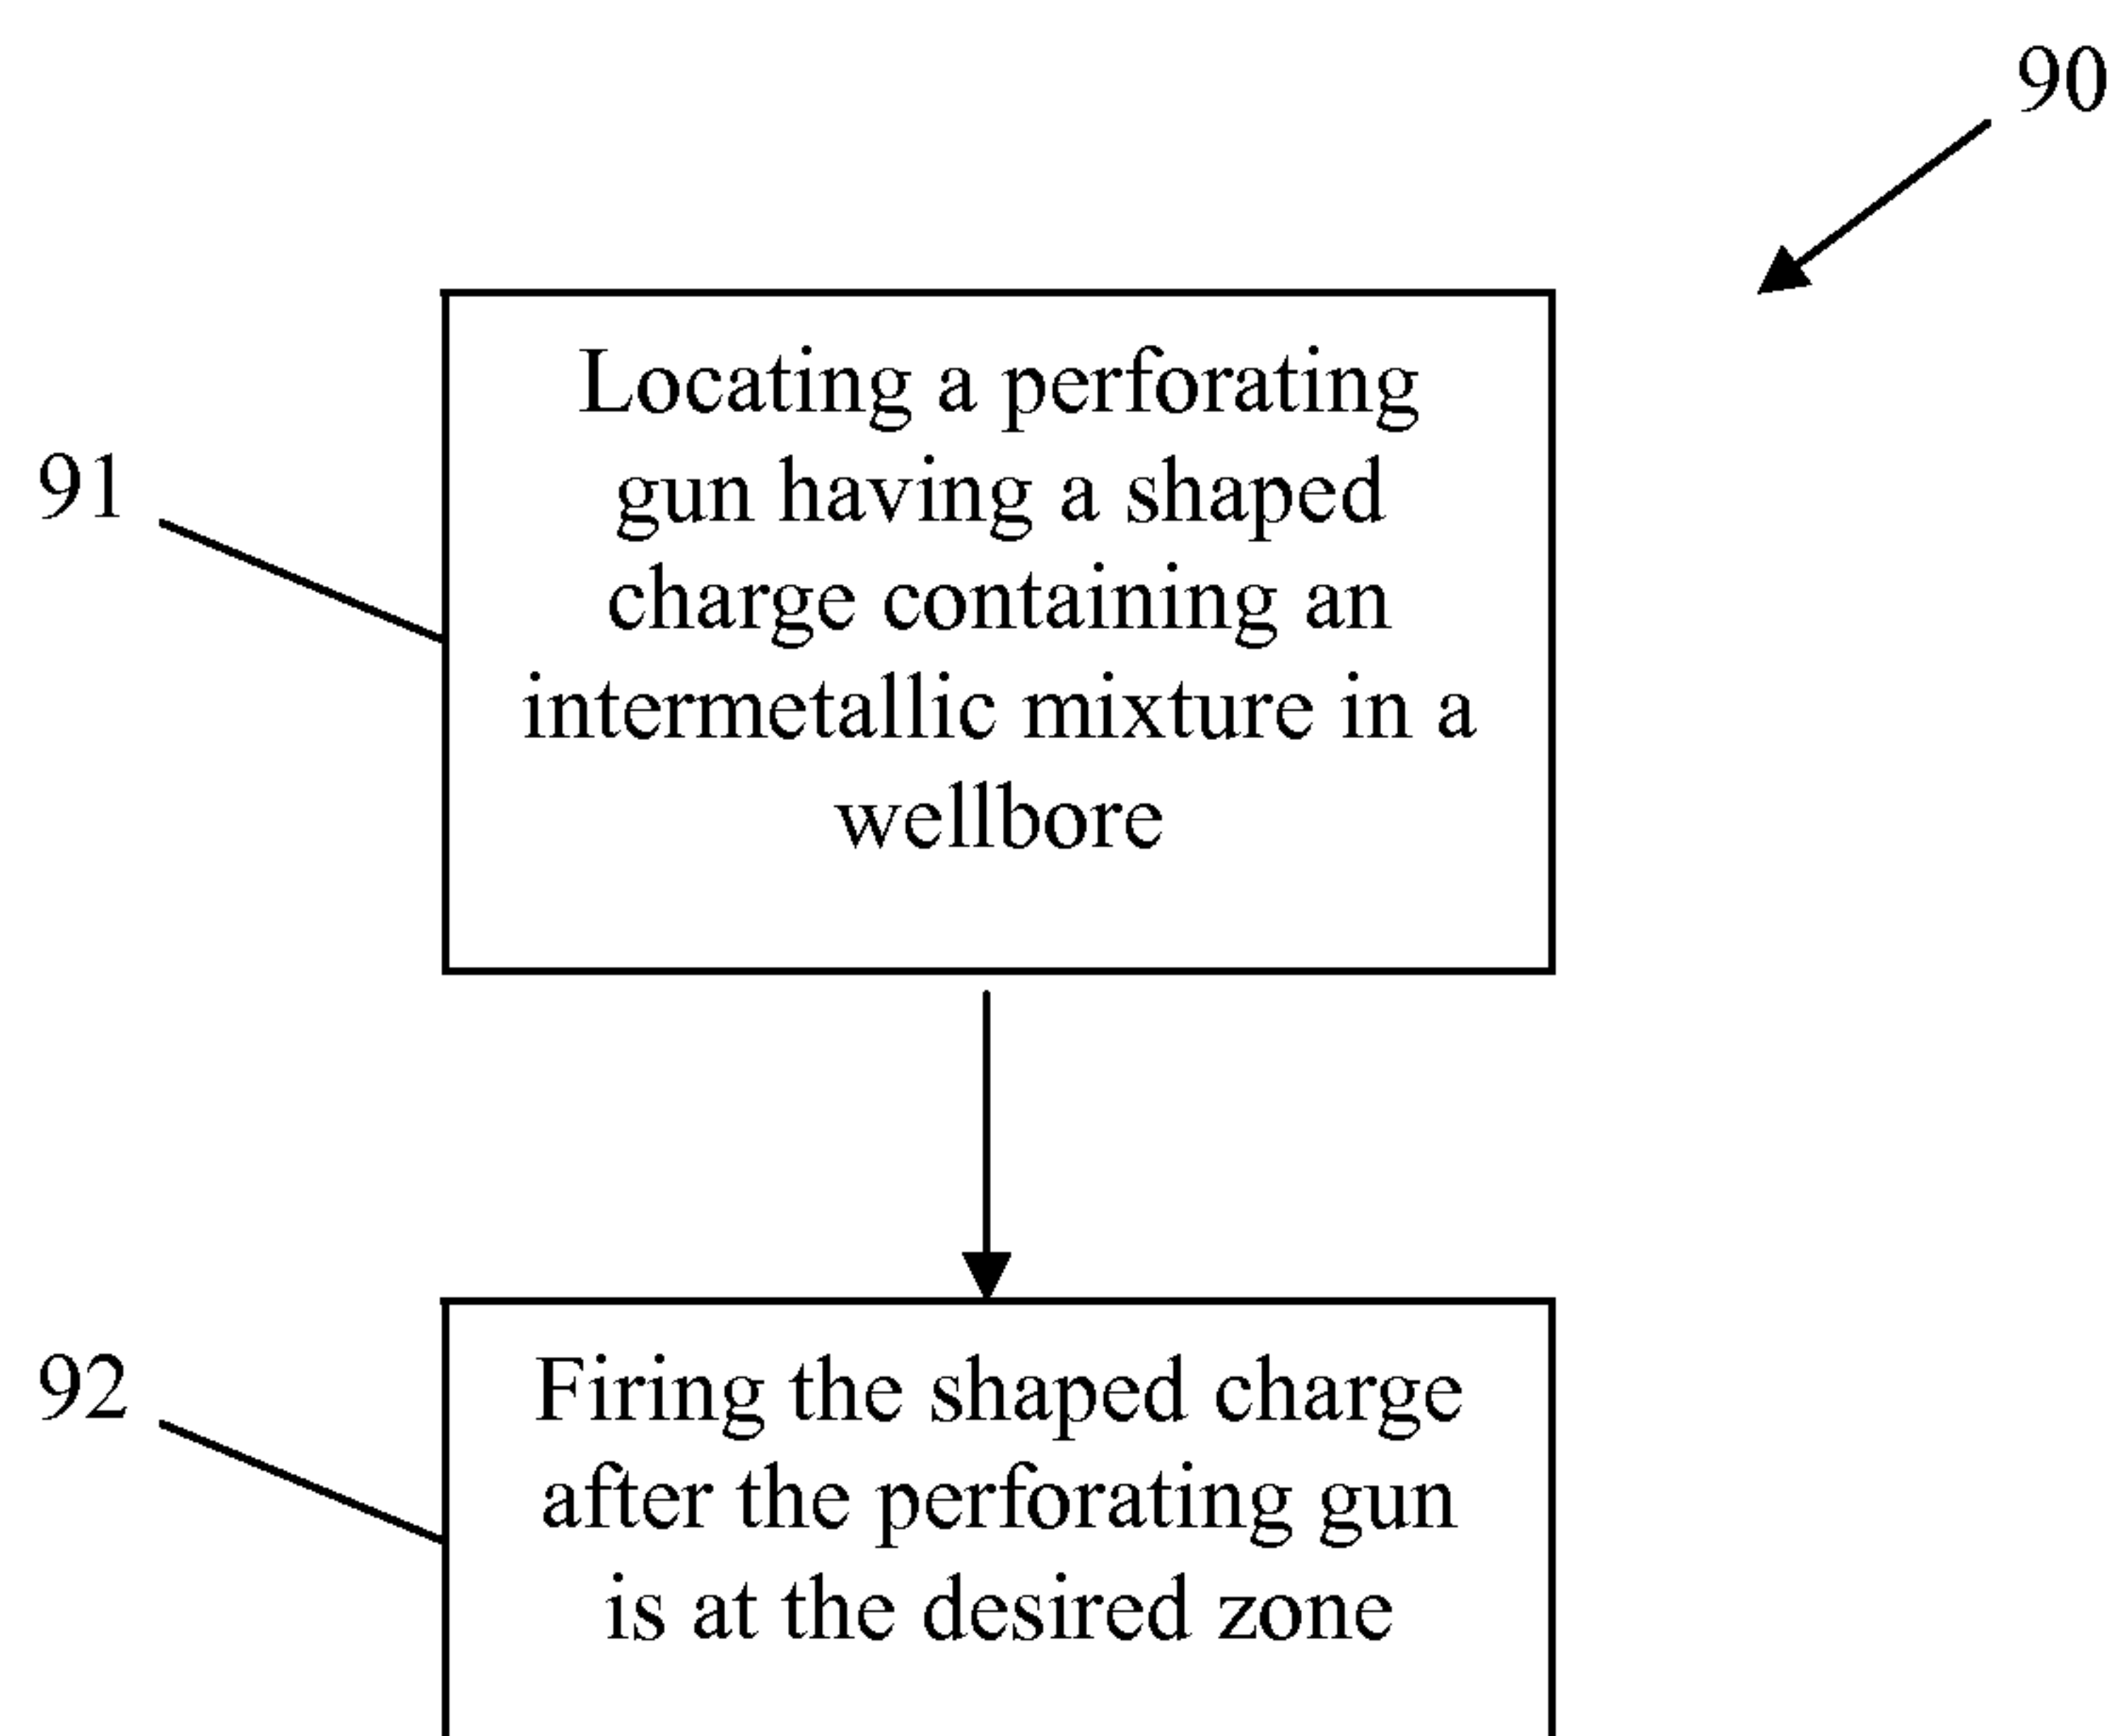 90
91
Locating a perforating
gun having a shaped
charge containing an
intermetallic mixture in a
wellbore
92
Firing the shaped charge
after the perforating gun
is at the desired zone